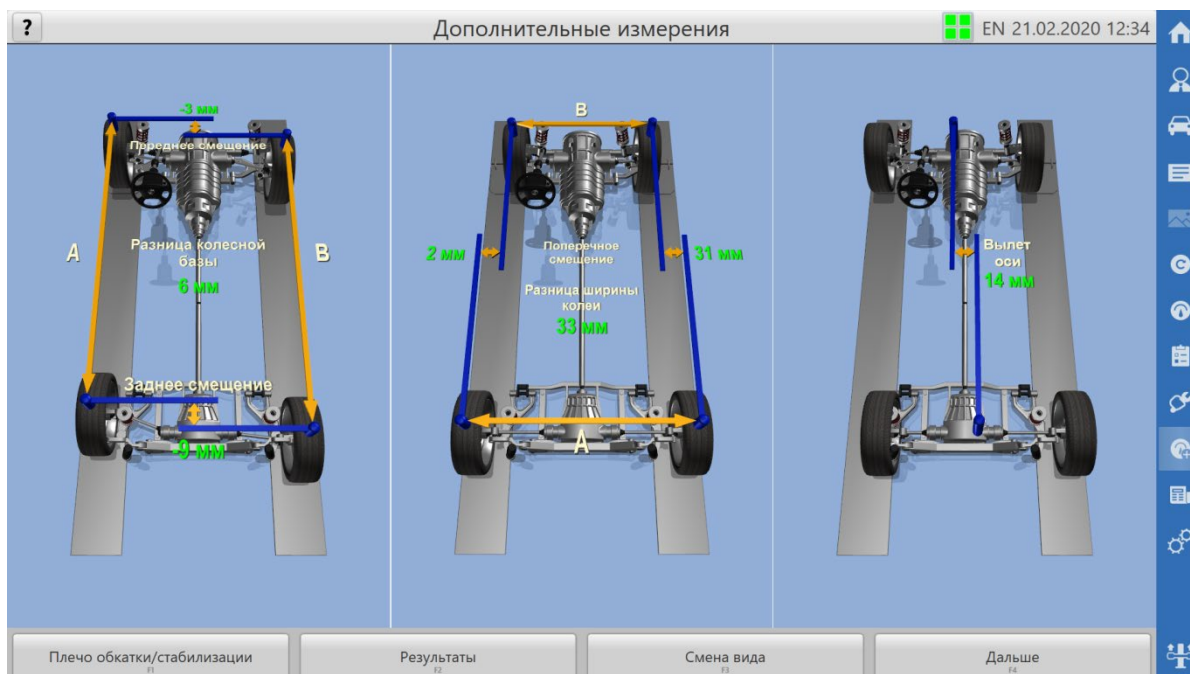 ?
Дополнительные измерения
EN 21.02.2020 12:34
-3 мм
Переднее смещение
A
Разница колесной
базы
6 мм
B
Заднее смещение
-9 мм
B
2 мм
Поперечное
смещение
31 мм
Разница ширины
колеи
33 мм
A
Вылет
оси
14 мм
Плечо обкатки/стабилизации
F1
Результаты
F2
Смена вида
F3
Дальше
F4